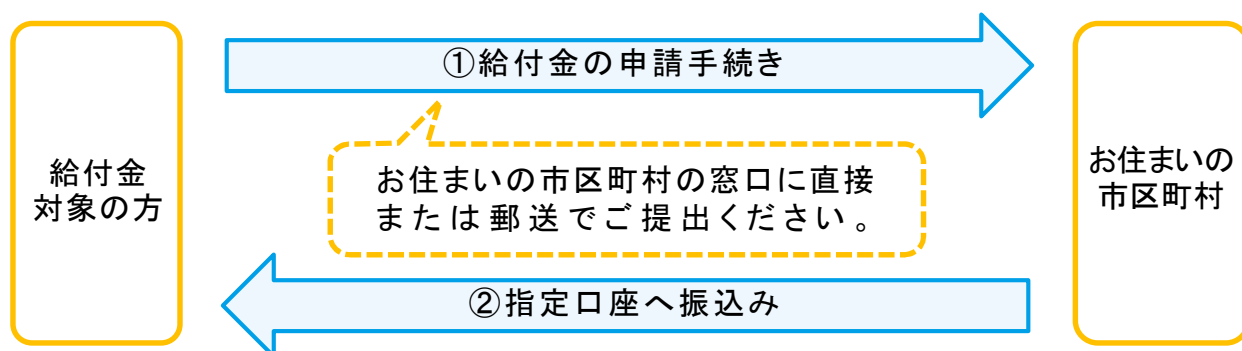 給付金
対象の方
①給付金の申請手続き
お住まいの市区町村の窓口に直接
または郵送でご提出ください。
②指定口座へ振込み
お住まいの
市区町村